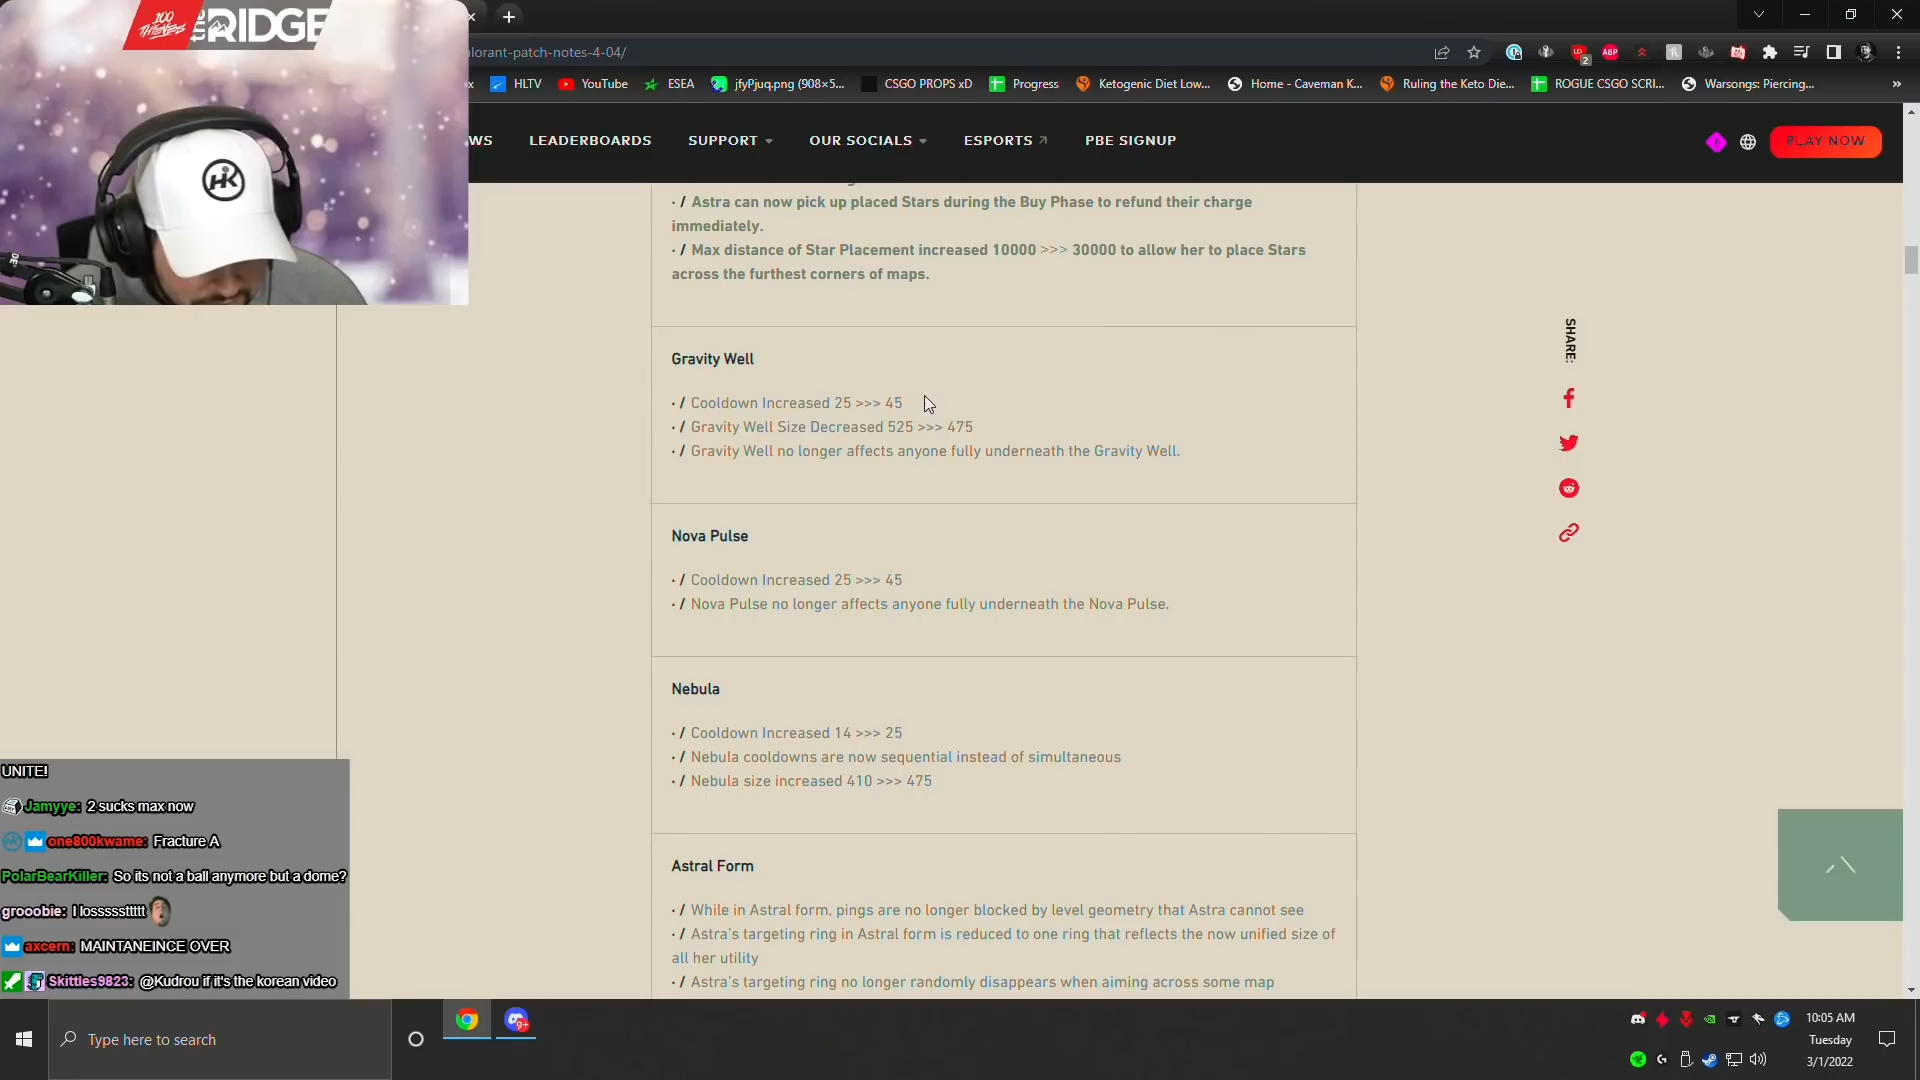 100 THIEVES the RIDGE
lorant-patch-notes-4-04/
HLTV YouTube ESEA jfyPjuq.png (908×5... CSGO PROPS xD Progress Ketogenic Diet Low... Home - Caveman K... Ruling the Keto Die... ROGUE CSGO SCRI... Warsongs: Piercing... »
WS LEADERBOARDS SUPPORT OUR SOCIALS ESPORTS PBE SIGNUP PLAY NOW
· / Astra can now pick up placed Stars during the Buy Phase to refund their charge
immediately.
· / Max distance of Star Placement increased 10000 >>> 30000 to allow her to place Stars
across the furthest corners of maps.
SHARE:
Gravity Well
· / Cooldown Increased 25 >>> 45
· / Gravity Well Size Decreased 525 >>> 475
· / Gravity Well no longer affects anyone fully underneath the Gravity Well.
Nova Pulse
· / Cooldown Increased 25 >>> 45
· / Nova Pulse no longer affects anyone fully underneath the Nova Pulse.
Nebula
· / Cooldown Increased 14 >>> 25
· / Nebula cooldowns are now sequential instead of simultaneous
· / Nebula size increased 410 >>> 475
Astral Form
· / While in Astral form, pings are no longer blocked by level geometry that Astra cannot see
· / Astra's targeting ring in Astral form is reduced to one ring that reflects the now unified size of
all her utility
· / Astra's targeting ring no longer randomly disappears when aiming across some map
UNITE!
Jamyye: 2 sucks max now
one800kwame: Fracture A
PolarBearKiller: So its not a ball anymore but a dome?
grooobie: I lossssstttt
axcern: MAINTANEINCE OVER
Skittles9823: @Kudrou if it's the korean video
Type here to search
9+
10:05 AM
Tuesday
3/1/2022